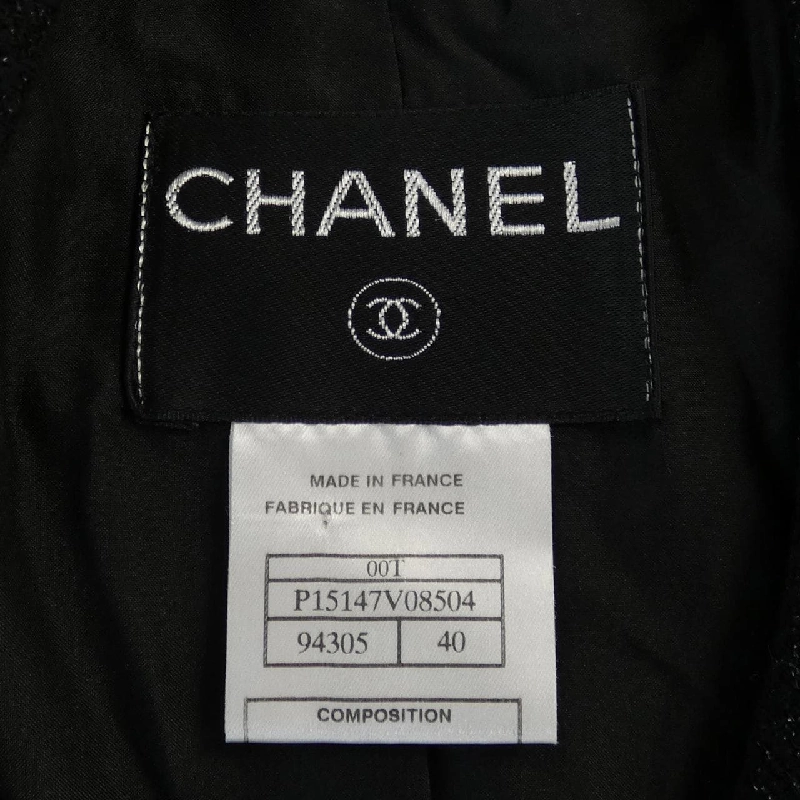 CHANEL
MADE IN FRANCE
FABRIQUE EN FRANCE
00T
P15147V08504
94305 40
COMPOSITION